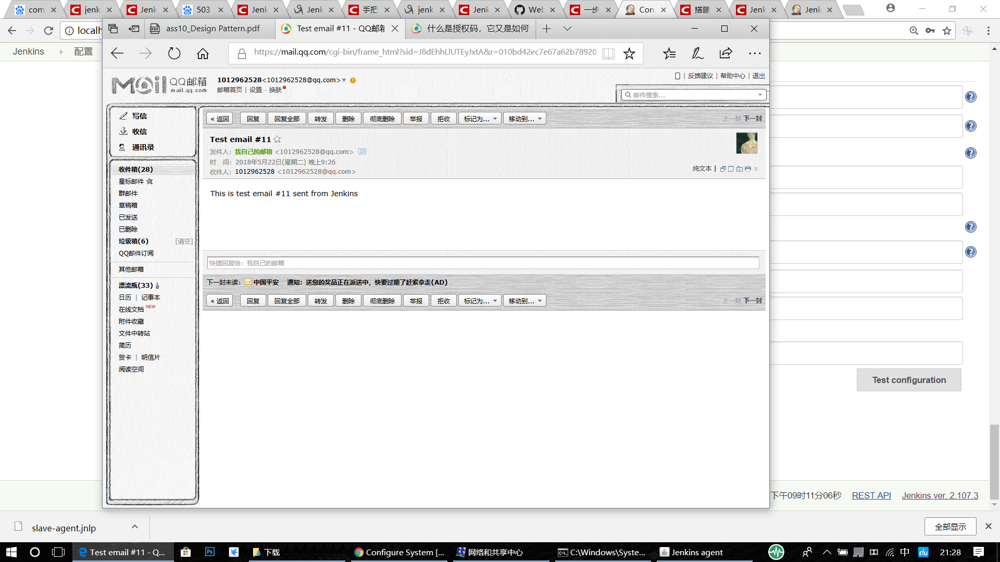 com
jenk
Jenk
503
Jenk
Jenk
手把
jenk
Jenk
Web
一步
Con
搭建
Jenk
Jenk
localh
ass10_Design Pattern.pdf
Test email #11 - QQ邮箱
什么是授权码，它又是如何
https://mail.qq.com/cgi-bin/frame_html?sid=J8dEhhLlUTEyJxtA&r=010bd42ec7e67a62b78920
Jenkins
配置
Mail QQ邮箱
mail.qq.com
1012962528<1012962528@qq.com>
邮箱首页 | 设置 - 换肤
| 反馈建议 | 帮助中心 | 退出
邮件搜索...
写信
收信
通讯录
收件箱(28)
星标邮件
群邮件
草稿箱
已发送
已删除
垃圾箱(6) [清空]
QQ邮件订阅
其他邮箱
漂流瓶(33)
日历 | 记事本
在线文档 NEW
附件收藏
文件中转站
简历
贺卡 | 明信片
阅读空间
« 返回 回复 回复全部 转发 删除 彻底删除 举报 拒收 标记为... 移动到... 上一封 下一封
Test email #11
发件人： 我自己的邮箱 <1012962528@qq.com>
时 间： 2018年5月22日(星期二) 晚上9:26
收件人： 1012962528 <1012962528@qq.com>
纯文本 |
This is test email #11 sent from Jenkins
快捷回复给：我自己的邮箱
下一封未读： 中国平安 通知：送您的奖品正在派送中，快要过期了赶紧拿走(AD)
« 返回 回复 回复全部 转发 删除 彻底删除 举报 拒收 标记为... 移动到... 上一封 下一封
Test configuration
下午09时11分06秒 REST API Jenkins ver. 2.107.3
slave-agent.jnlp
全部显示
Test email #11 - Q...
Ps
下载
Configure System [...
网络和共享中心
C:\Windows\Syste...
Jenkins agent
中
du
21:28